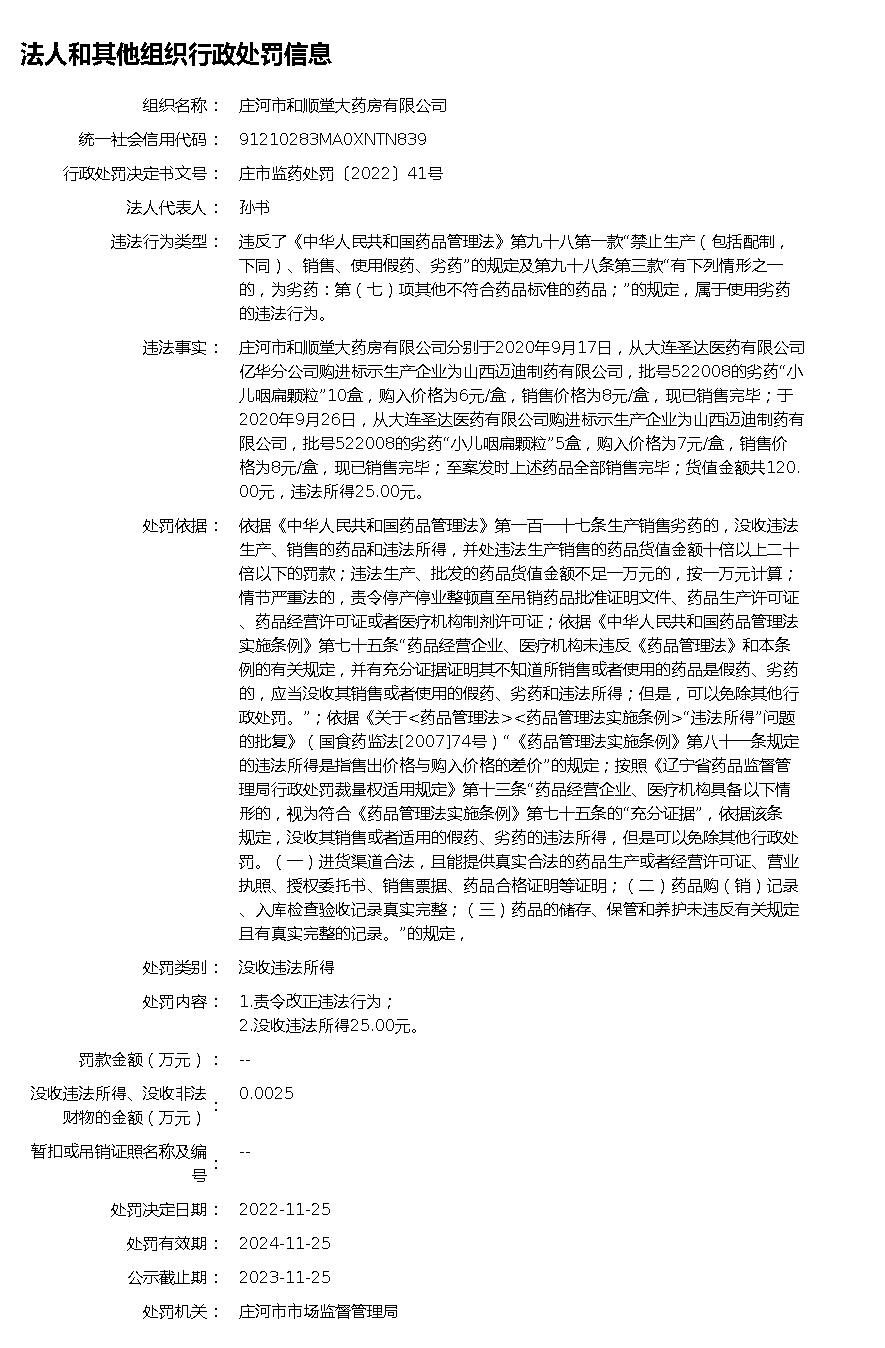 法人和其他组织行政处罚信息
组织名称： 庄河市和顺堂大药房有限公司
统一社会信用代码： 91210283MA0XNTN839
行政处罚决定书文号： 庄市监药处罚〔2022〕41号
法人代表人： 孙书
违法行为类型： 违反了《中华人民共和国药品管理法》第九十八第一款“禁止生产（包括配制，
下同）、销售、使用假药、劣药”的规定及第九十八条第三款“有下列情形之一
的，为劣药：第（七）项其他不符合药品标准的药品；”的规定，属于使用劣药
的违法行为。
违法事实： 庄河市和顺堂大药房有限公司分别于2020年9月17日，从大连圣达医药有限公司
亿华分公司购进标示生产企业为山西迈迪制药有限公司，批号522008的劣药“小
儿咽扁颗粒”10盒，购入价格为6元/盒，销售价格为8元/盒，现已销售完毕；于
2020年9月26日，从大连圣达医药有限公司购进标示生产企业为山西迈迪制药有
限公司，批号522008的劣药“小儿咽扁颗粒”5盒，购入价格为7元/盒，销售价
格为8元/盒，现已销售完毕；至案发时上述药品全部销售完毕；货值金额共120.
00元，违法所得25.00元。
处罚依据： 依据《中华人民共和国药品管理法》第一百一十七条生产销售劣药的，没收违法
生产、销售的药品和违法所得，并处违法生产销售的药品货值金额十倍以上二十
倍以下的罚款；违法生产、批发的药品货值金额不足一万元的，按一万元计算；
情节严重法的，责令停产停业整顿直至吊销药品批准证明文件、药品生产许可证
、药品经营许可证或者医疗机构制剂许可证；依据《中华人民共和国药品管理法
实施条例》第七十五条“药品经营企业、医疗机构未违反《药品管理法》和本条
例的有关规定，并有充分证据证明其不知道所销售或者使用的药品是假药、劣药
的，应当没收其销售或者使用的假药、劣药和违法所得；但是，可以免除其他行
政处罚。”；依据《关于<药品管理法><药品管理法实施条例>“违法所得”问题
的批复》（国食药监法[2007]74号）“《药品管理法实施条例》第八十一条规定
的违法所得是指售出价格与购入价格的差价”的规定；按照《辽宁省药品监督管
理局行政处罚裁量权适用规定》第十三条“药品经营企业、医疗机构具备以下情
形的，视为符合《药品管理法实施条例》第七十五条的“充分证据”，依据该条
规定，没收其销售或者适用的假药、劣药的违法所得，但是可以免除其他行政处
罚。（一）进货渠道合法，且能提供真实合法的药品生产或者经营许可证、营业
执照、授权委托书、销售票据、药品合格证明等证明；（二）药品购（销）记录
、入库检查验收记录真实完整；（三）药品的储存、保管和养护未违反有关规定
且有真实完整的记录。”的规定，
处罚类别： 没收违法所得
处罚内容： 1.责令改正违法行为；
2.没收违法所得25.00元。
罚款金额（万元）： --
没收违法所得、没收非法
财物的金额（万元）： 0.0025
暂扣或吊销证照名称及编
号： --
处罚决定日期： 2022-11-25
处罚有效期： 2024-11-25
公示截止期： 2023-11-25
处罚机关： 庄河市市场监督管理局